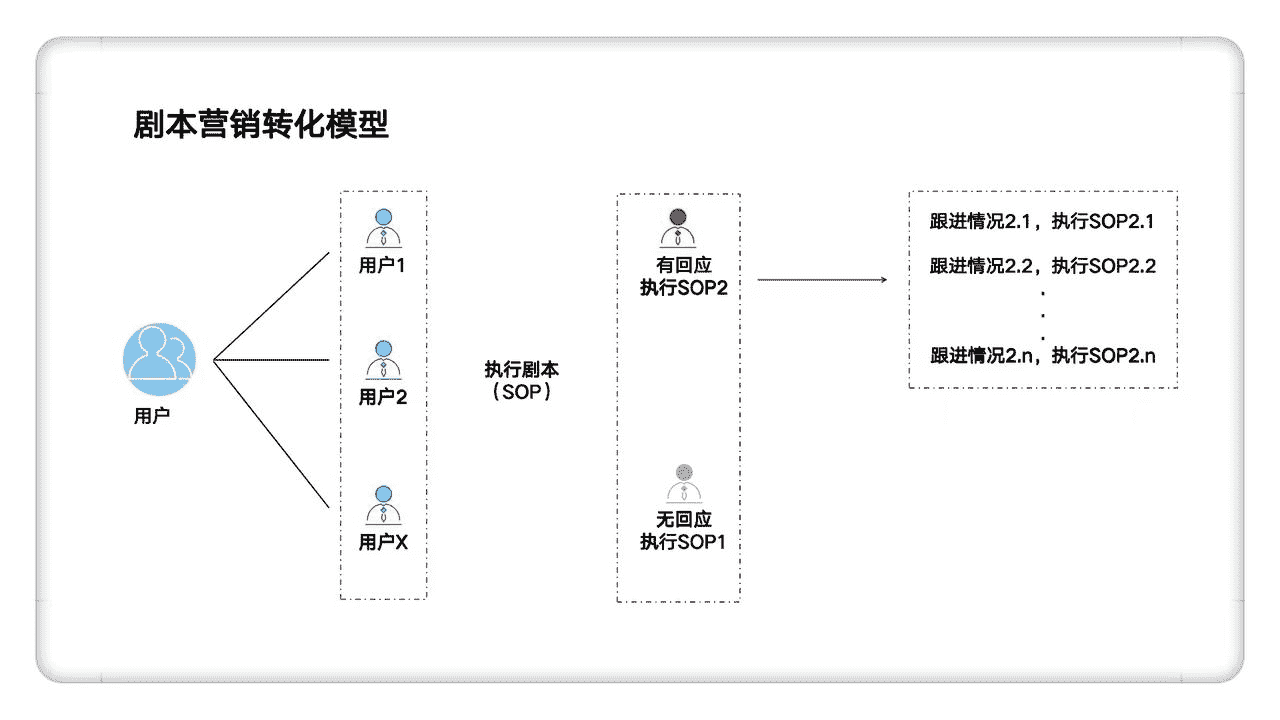 剧本营销转化模型
用户
用户1
用户2
用户X
执行剧本
（SOP）
有回应
执行SOP2
无回应
执行SOP1
跟进情况2.1，执行SOP2.1
跟进情况2.2，执行SOP2.2
.
.
.
跟进情况2.n，执行SOP2.n